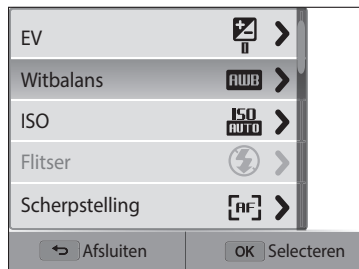 EV
Witbalans AWB
ISO ISO AUTO
Flitser
Scherpstelling AF
Afsluiten OK Selecteren